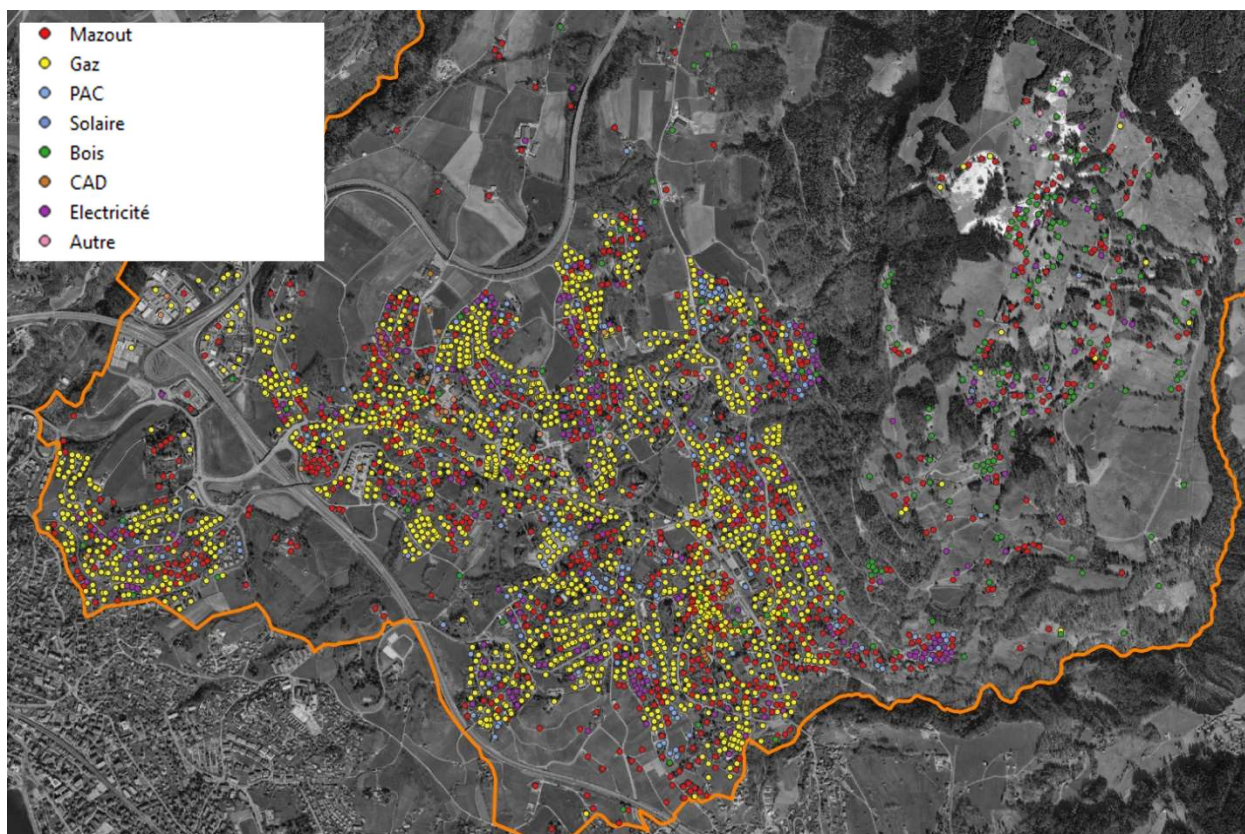 Mazout
Gaz
PAC
Solaire
Bois
CAD
Electricité
Autre